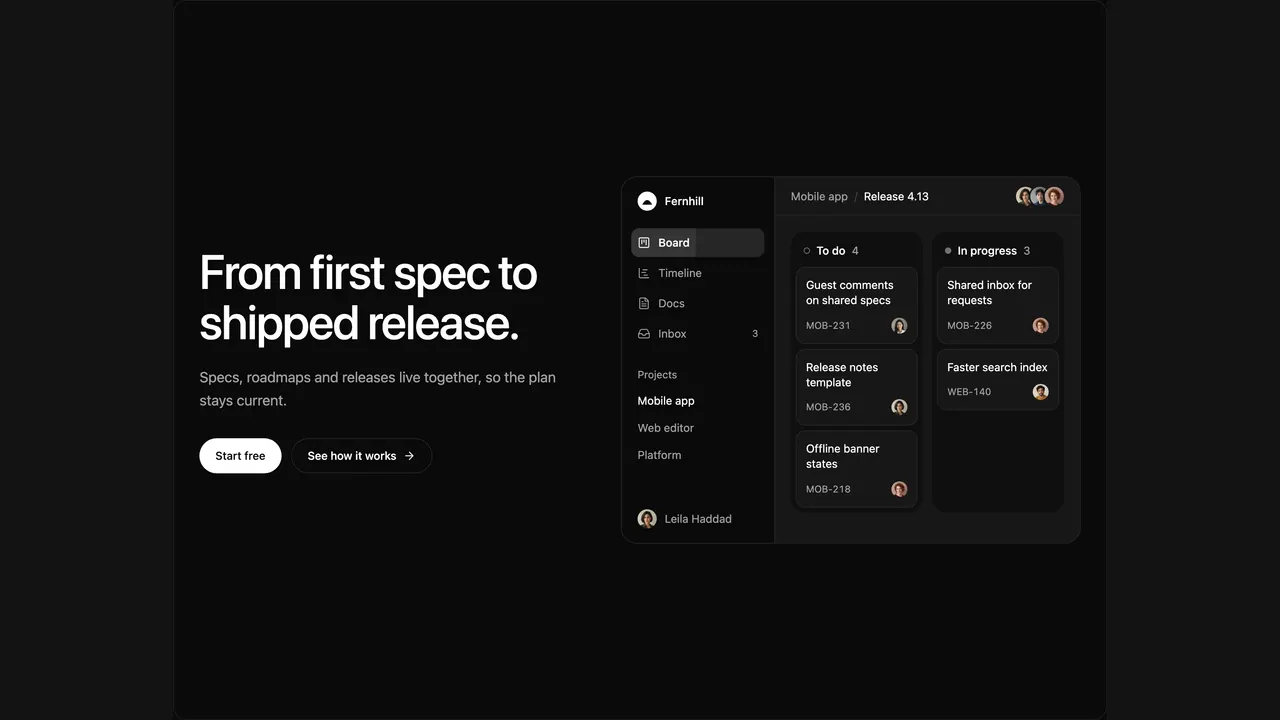 From first spec to
shipped release.
Specs, roadmaps and releases live together, so the plan
stays current.
Start free
See how it works →
Fernhill
Board
Timeline
Docs
Inbox 3
Projects
Mobile app
Web editor
Platform
Leila Haddad
Mobile app / Release 4.13
To do 4
Guest comments
on shared specs
MOB-231
Release notes
template
MOB-236
Offline banner
states
MOB-218
In progress 3
Shared inbox for
requests
MOB-226
Faster search index
WEB-140